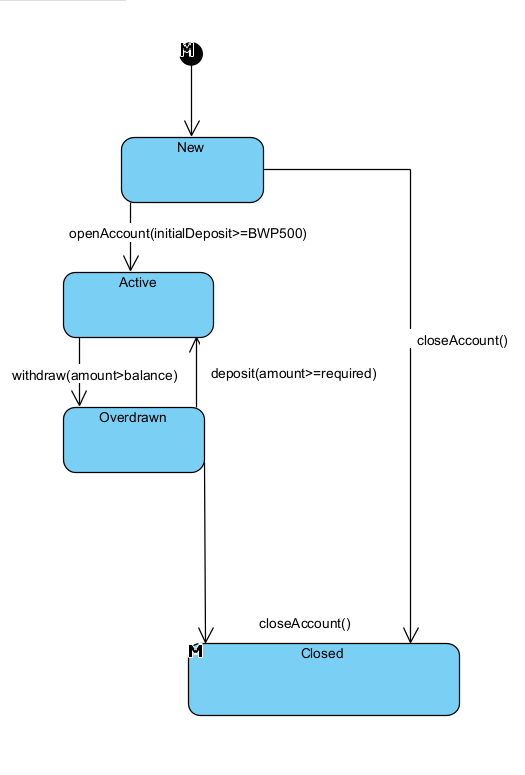 M
New
openAccount(initialDeposit>=BWP500)
Active
closeAccount()
withdraw(amount>balance)
deposit(amount>=required)
Overdrawn
closeAccount()
M
Closed